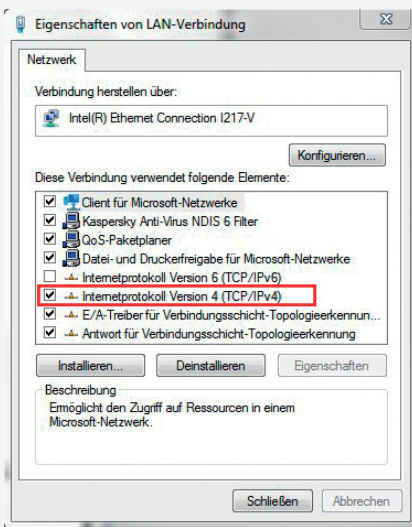 Eigenschaften von LAN-Verbindung
Netzwerk
Verbindung herstellen über:
Intel(R) Ethernet Connection I217-V
Konfigurieren...
Diese Verbindung verwendet folgende Elemente:
Client für Microsoft-Netzwerke
Kaspersky Anti-Virus NDIS 6 Filter
QoS-Paketplaner
Datei- und Druckerfreigabe für Microsoft-Netzwerke
Internetprotokoll Version 6 (TCP/IPv6)
Internetprotokoll Version 4 (TCP/IPv4)
E/A-Treiber für Verbindungsschicht-Topologieerkennun...
Antwort für Verbindungsschicht-Topologieerkennung
Installieren... Deinstallieren Eigenschaften
Beschreibung
Ermöglicht den Zugriff auf Ressourcen in einem
Microsoft-Netzwerk.
Schließen Abbrechen